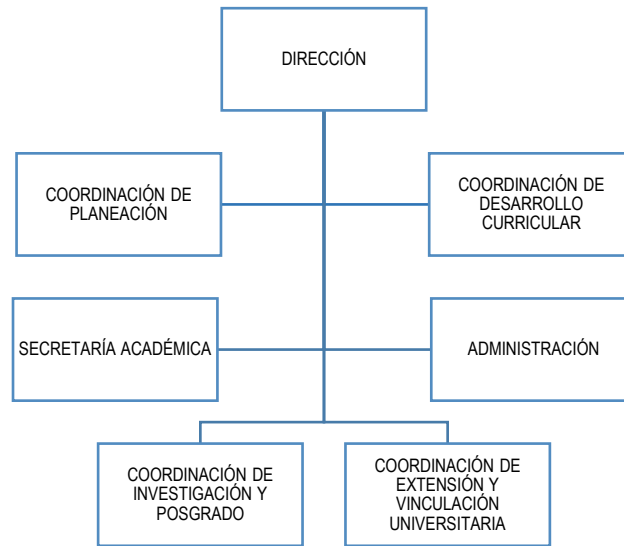 DIRECCIÓN
COORDINACIÓN DE
PLANEACIÓN
COORDINACIÓN DE
DESARROLLO
CURRICULAR
SECRETARÍA ACADÉMICA
ADMINISTRACIÓN
COORDINACIÓN DE
INVESTIGACIÓN Y
POSGRADO
COORDINACIÓN DE
EXTENSIÓN Y
VINCULACIÓN
UNIVERSITARIA